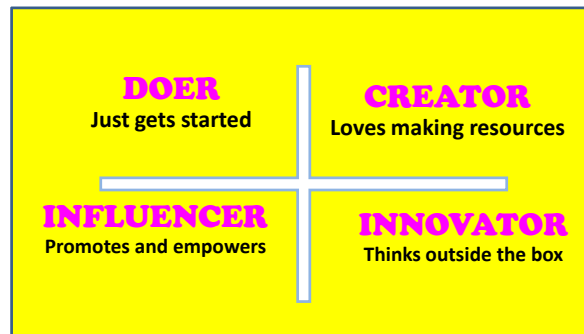 DOER
Just gets started
CREATOR
Loves making resources
INFLUENCER
Promotes and empowers
INNOVATOR
Thinks outside the box